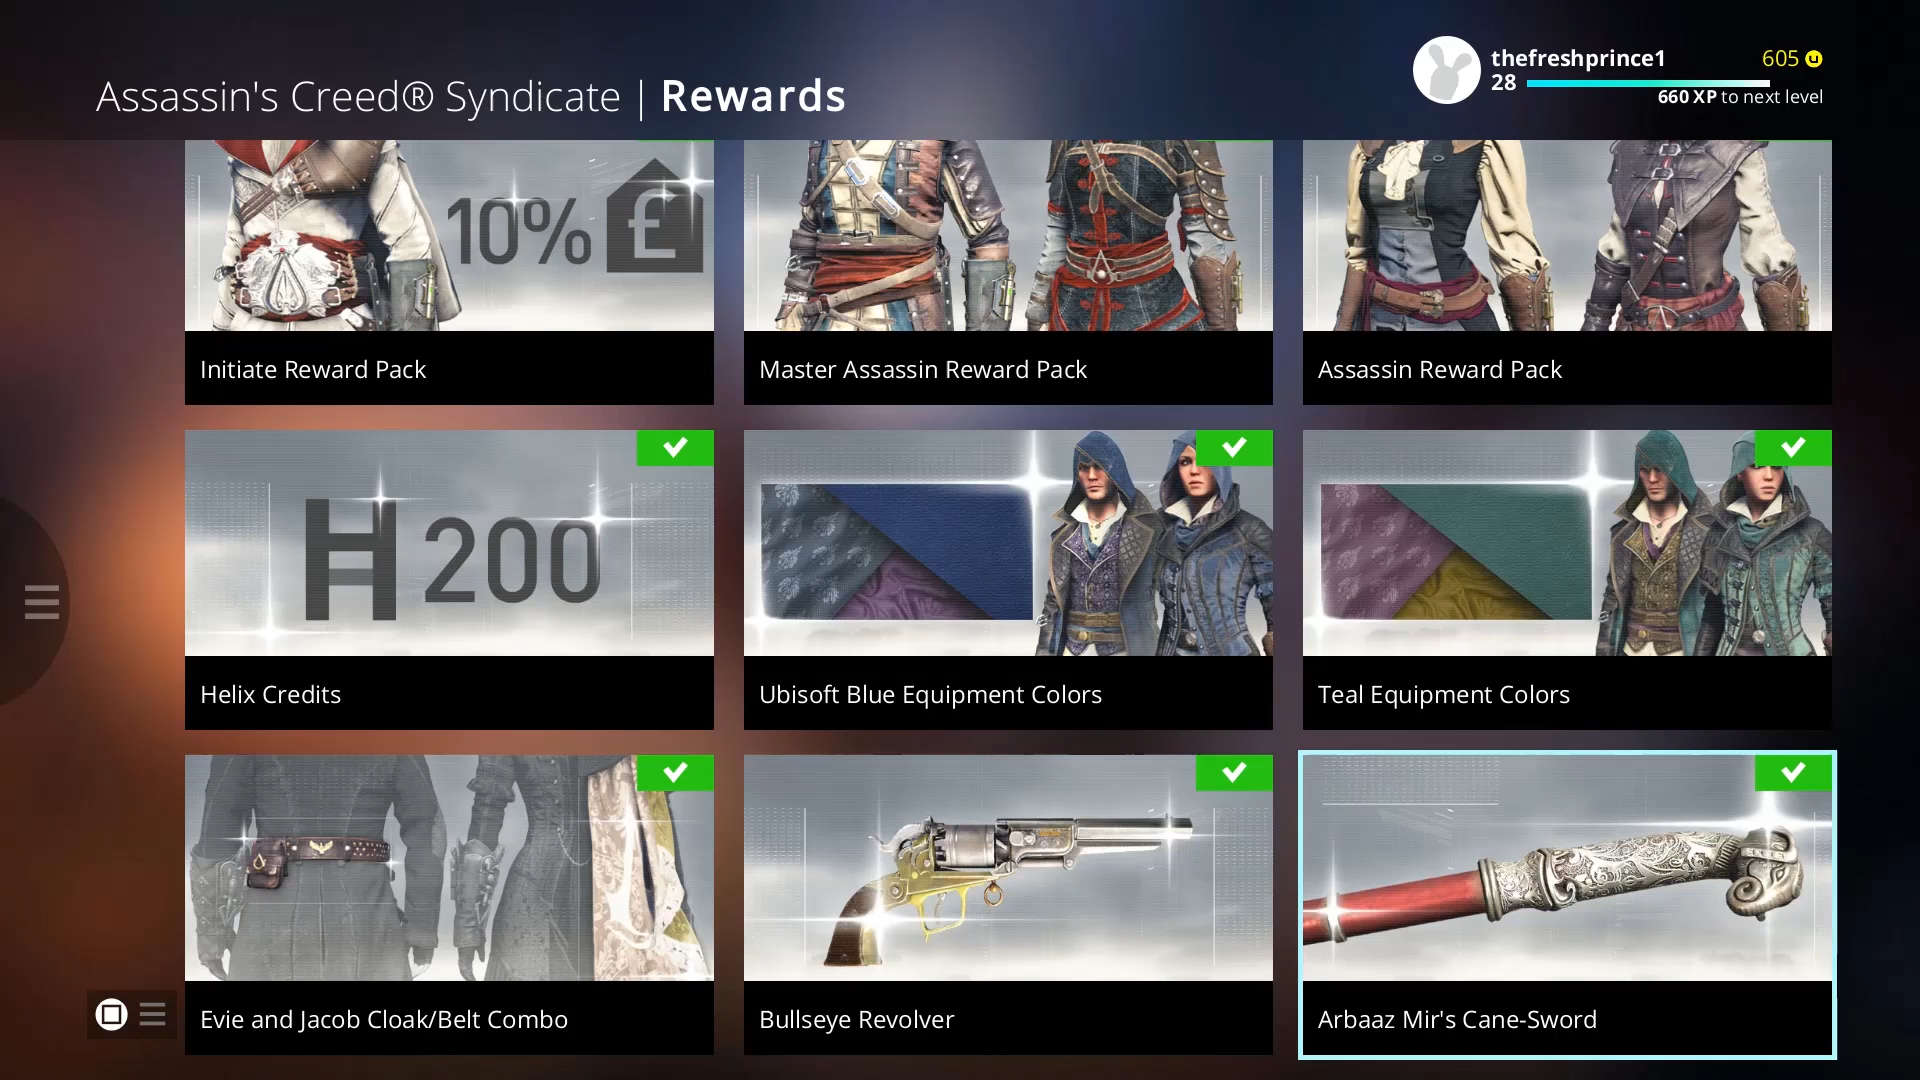 Assassin's Creed® Syndicate | Rewards
thefreshprince1
605
28
660 XP to next level
10% £
Initiate Reward Pack
Master Assassin Reward Pack
Assassin Reward Pack
H 200
Helix Credits
Ubisoft Blue Equipment Colors
Teal Equipment Colors
Evie and Jacob Cloak/Belt Combo
Bullseye Revolver
Arbaaz Mir's Cane-Sword